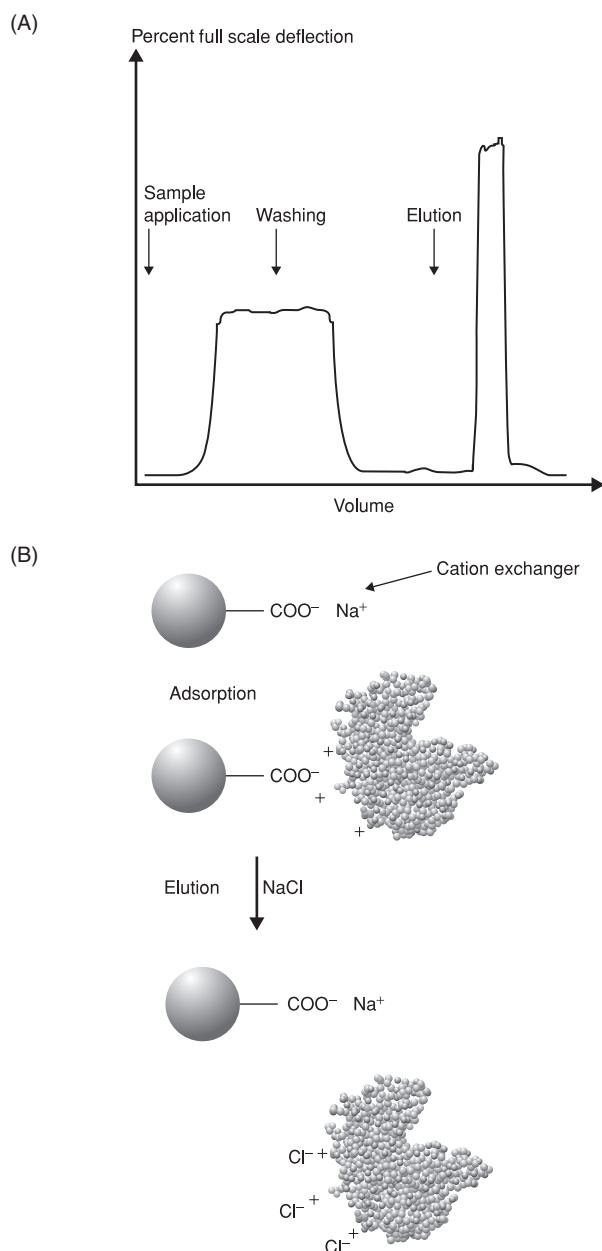 (A)
Percent full scale deflection
Sample
application
Washing
Elution
Volume
(B)
Cation exchanger
COO⁻ Na⁺
Adsorption
COO⁻
+
+
+
Elution
NaCl
COO⁻ Na⁺
Cl⁻ +
Cl⁻ +
Cl⁻ +